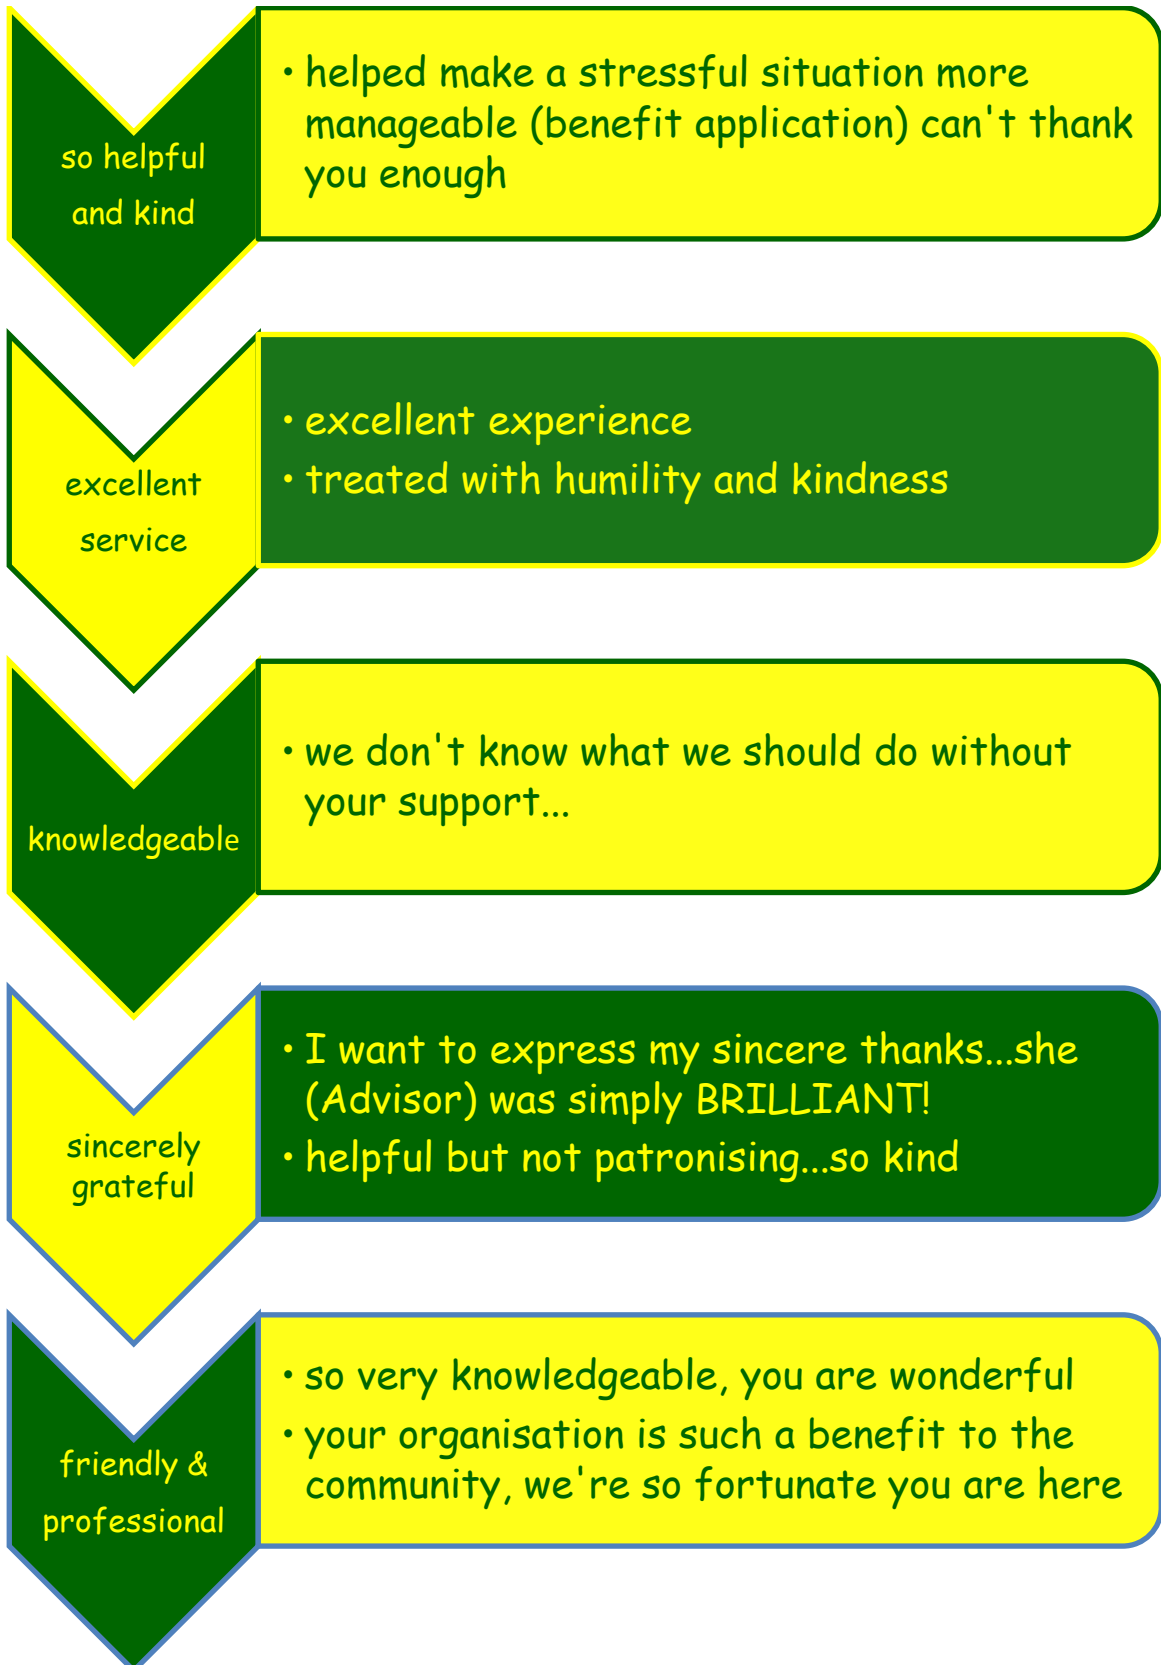 so helpful
and kind
• helped make a stressful situation more
manageable (benefit application) can't thank
you enough
excellent
service
• excellent experience
• treated with humility and kindness
knowledgeable
• we don't know what we should do without
your support...
sincerely
grateful
• I want to express my sincere thanks...she
(Advisor) was simply BRILLIANT!
• helpful but not patronising...so kind
friendly &
professional
• so very knowledgeable, you are wonderful
• your organisation is such a benefit to the
community, we're so fortunate you are here